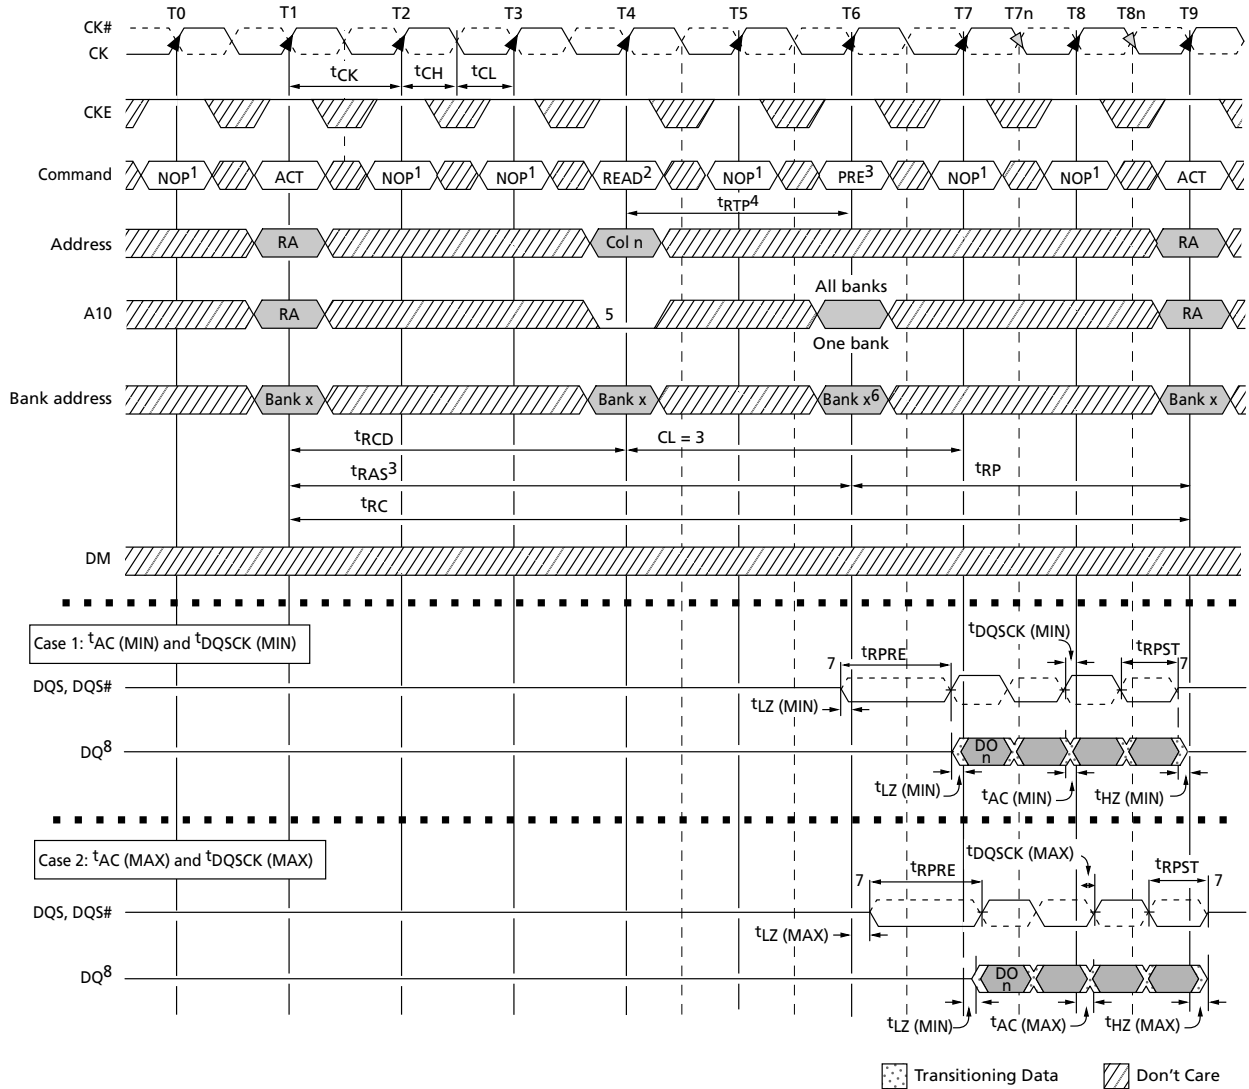 T0 T1 T2 T3 T4 T5 T6 T7 T7n T8 T8n T9
CK#
CK
tCK tCH tCL
CKE
Command NOP1 ACT NOP1 NOP1 READ2 NOP1 PRE3 NOP1 NOP1 ACT
tRTP4
Address RA Col n RA
All banks
A10 RA 5 RA
One bank
Bank address Bank x Bank x Bank x6 Bank x
tRCD CL = 3
tRAS3 tRP
tRC
DM
Case 1: tAC (MIN) and tDQSCK (MIN)
tDQSCK (MIN)
7 tRPRE tRPST 7
DQS, DQS#
tLZ (MIN)
DQ8 DO n
tLZ (MIN) tAC (MIN) tHZ (MIN)
Case 2: tAC (MAX) and tDQSCK (MAX)
tDQSCK (MAX)
7 tRPRE tRPST 7
DQS, DQS#
tLZ (MAX)
DQ8 DO n
tLZ (MIN) tAC (MAX) tHZ (MAX)
Transitioning Data Don't Care